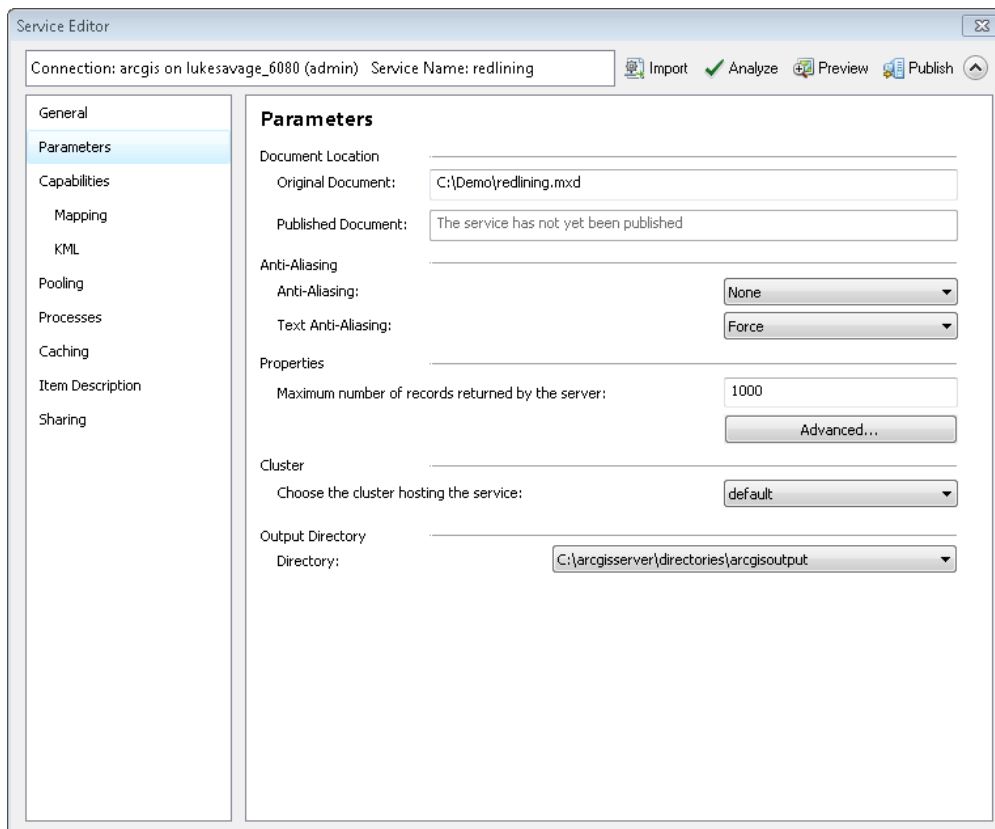 Service Editor
Connection: arcgis on lukesavage_6080 (admin) Service Name: redlining
Import
Analyze
Preview
Publish
General
Parameters
Capabilities
Mapping
KML
Pooling
Processes
Caching
Item Description
Sharing
Parameters
Document Location
Original Document: C:\Demo\redlining.mxd
Published Document: The service has not yet been published
Anti-Aliasing
Anti-Aliasing: None
Text Anti-Aliasing: Force
Properties
Maximum number of records returned by the server: 1000
Advanced...
Cluster
Choose the cluster hosting the service: default
Output Directory
Directory: C:\arcgisserver\directories\arcgisoutput